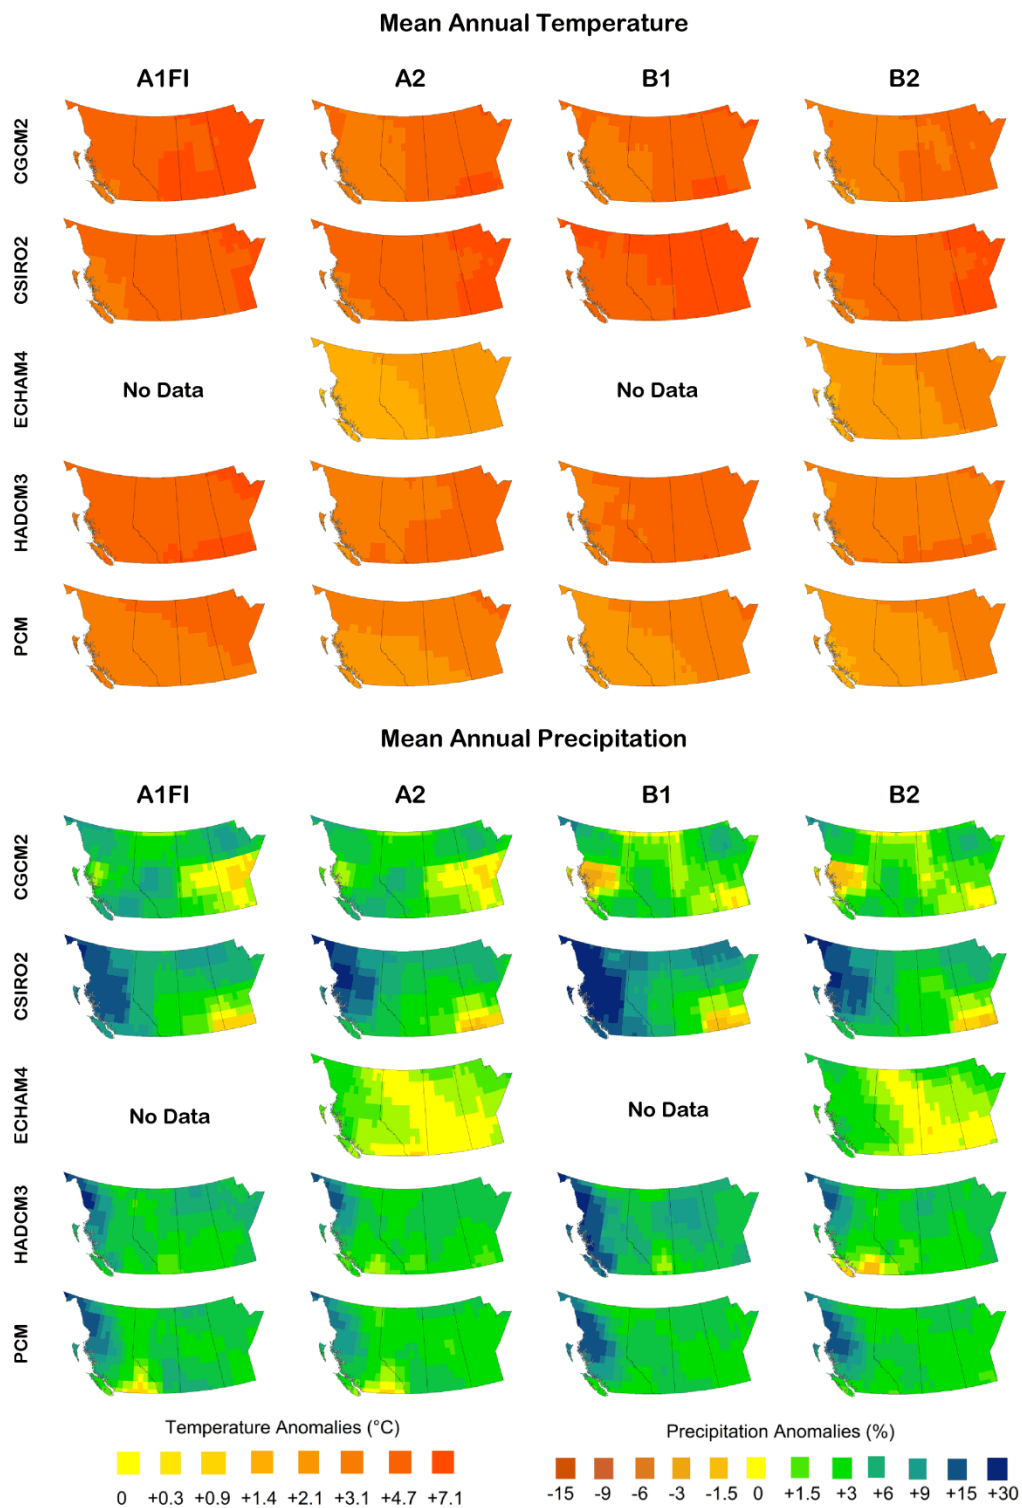 Mean Annual Temperature
A1FI A2 B1 B2
CGCM2
CSIRO2
ECHAM4
No Data No Data
HADCM3
PCM
Mean Annual Precipitation
A1FI A2 B1 B2
CGCM2
CSIRO2
ECHAM4
No Data No Data
HADCM3
PCM
Temperature Anomalies (°C)
0 +0.3 +0.9 +1.4 +2.1 +3.1 +4.7 +7.1
Precipitation Anomalies (%)
-15 -9 -6 -3 -1.5 0 +1.5 +3 +6 +9 +15 +30